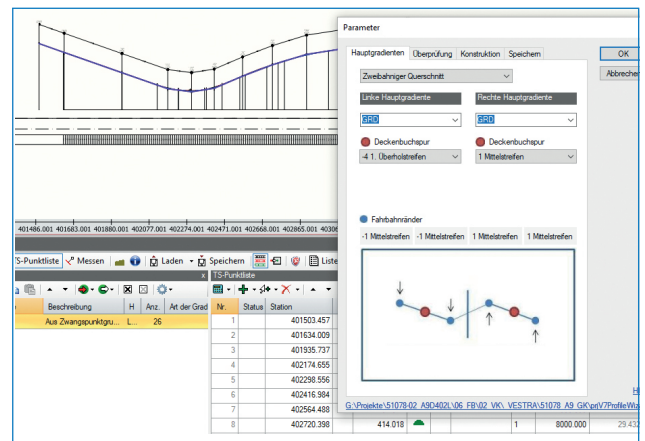 Parameter
Hauptgradienten Überprüfung Konstruktion Speichern
OK
Abbrechen
Zweibahniger Querschnitt
Linke Hauptgradiente Rechte Hauptgradiente
GRD GRD
Deckenbuchspur Deckenbuchspur
-4 1. Überholstreifen 1 Mittelstreifen
Fahrbahnränder
-1 Mittelstreifen -1 Mittelstreifen 1 Mittelstreifen 1 Mittelstreifen
401486.001 401683.001 401880.001 402077.001 402274.001 402471.001 402668.001 402865.001 40306
TS-Punktliste Messen Laden Speichern Liste
x TS-Punktliste
Beschreibung H Anz. Art der Grad Nr. Status Station
Aus Zwangspunktgru... L... 26 1 401503.457
2 401634.009
3 401935.737
4 402174.655
5 402298.556
6 402416.984
7 402564.488
8 402720.398 414.018 1 8000.000 29.432
G:\Projekte\51078-02_A9D402L\06_FB\02_VK\_VESTRA\51078_A9_GK\prj